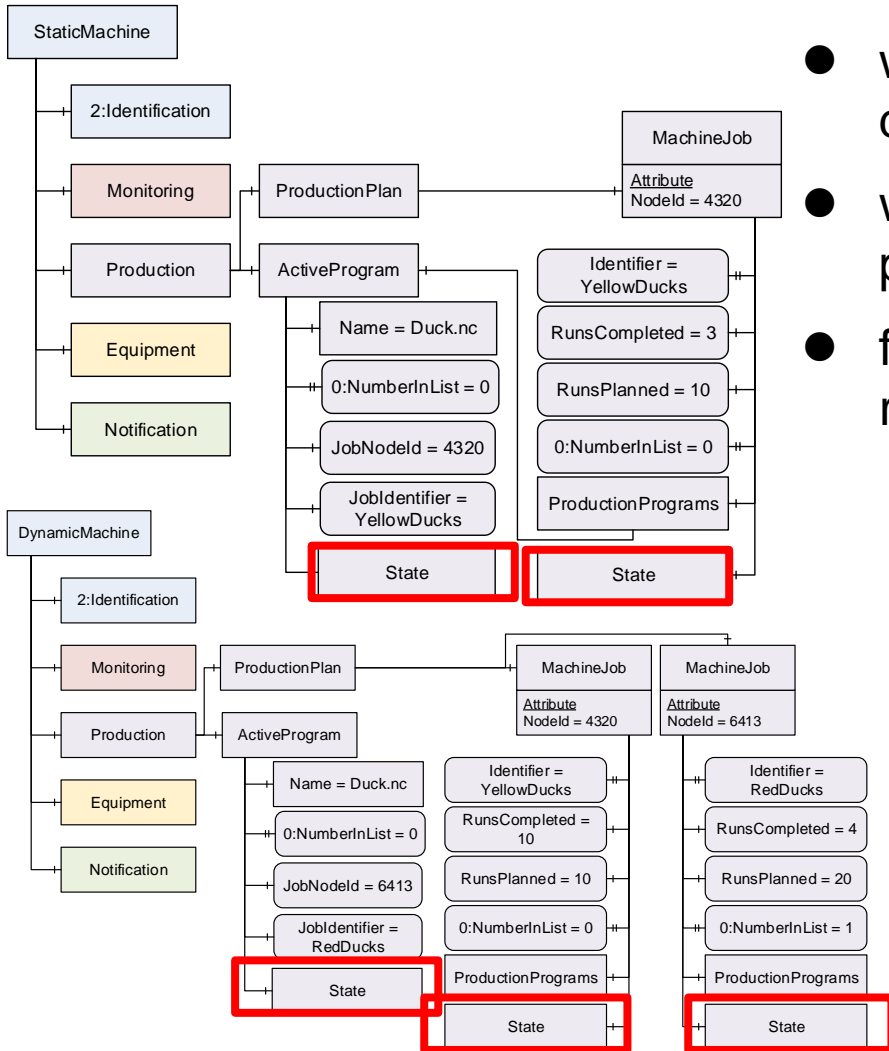 StaticMachine
2:Identification
Monitoring
Production
Equipment
Notification
ProductionPlan
ActiveProgram
Name = Duck.nc
0:NumberInList = 0
JobNodeId = 4320
JobIdentifier =
YellowDucks
State
MachineJob
Attribute
NodeId = 4320
Identifier =
YellowDucks
RunsCompleted = 3
RunsPlanned = 10
0:NumberInList = 0
ProductionPrograms
State
DynamicMachine
2:Identification
Monitoring
Production
Equipment
Notification
ProductionPlan
ActiveProgram
Name = Duck.nc
0:NumberInList = 0
JobNodeId = 6413
JobIdentifier =
RedDucks
State
MachineJob
Attribute
NodeId = 4320
Identifier =
YellowDucks
RunsCompleted =
10
RunsPlanned = 10
0:NumberInList = 0
ProductionPrograms
State
MachineJob
Attribute
NodeId = 6413
Identifier =
RedDucks
RunsCompleted = 4
RunsPlanned = 20
0:NumberInList = 1
ProductionPrograms
State